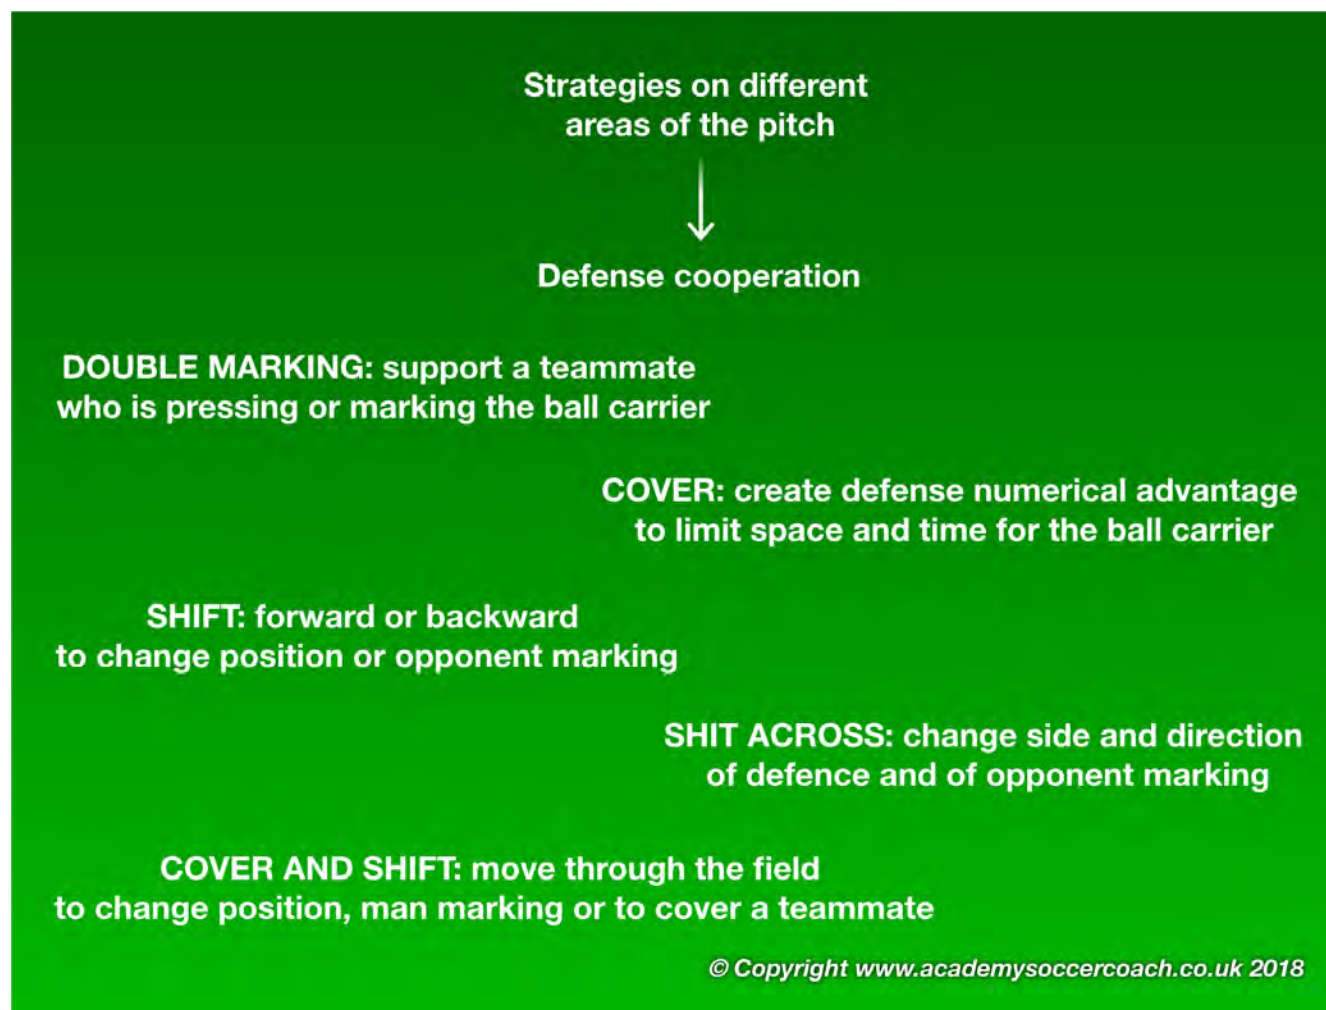 Strategies on different
areas of the pitch
Defense cooperation
DOUBLE MARKING: support a teammate
who is pressing or marking the ball carrier
COVER: create defense numerical advantage
to limit space and time for the ball carrier
SHIFT: forward or backward
to change position or opponent marking
SHIT ACROSS: change side and direction
of defence and of opponent marking
COVER AND SHIFT: move through the field
to change position, man marking or to cover a teammate
© Copyright www.academysoccercoach.co.uk 2018